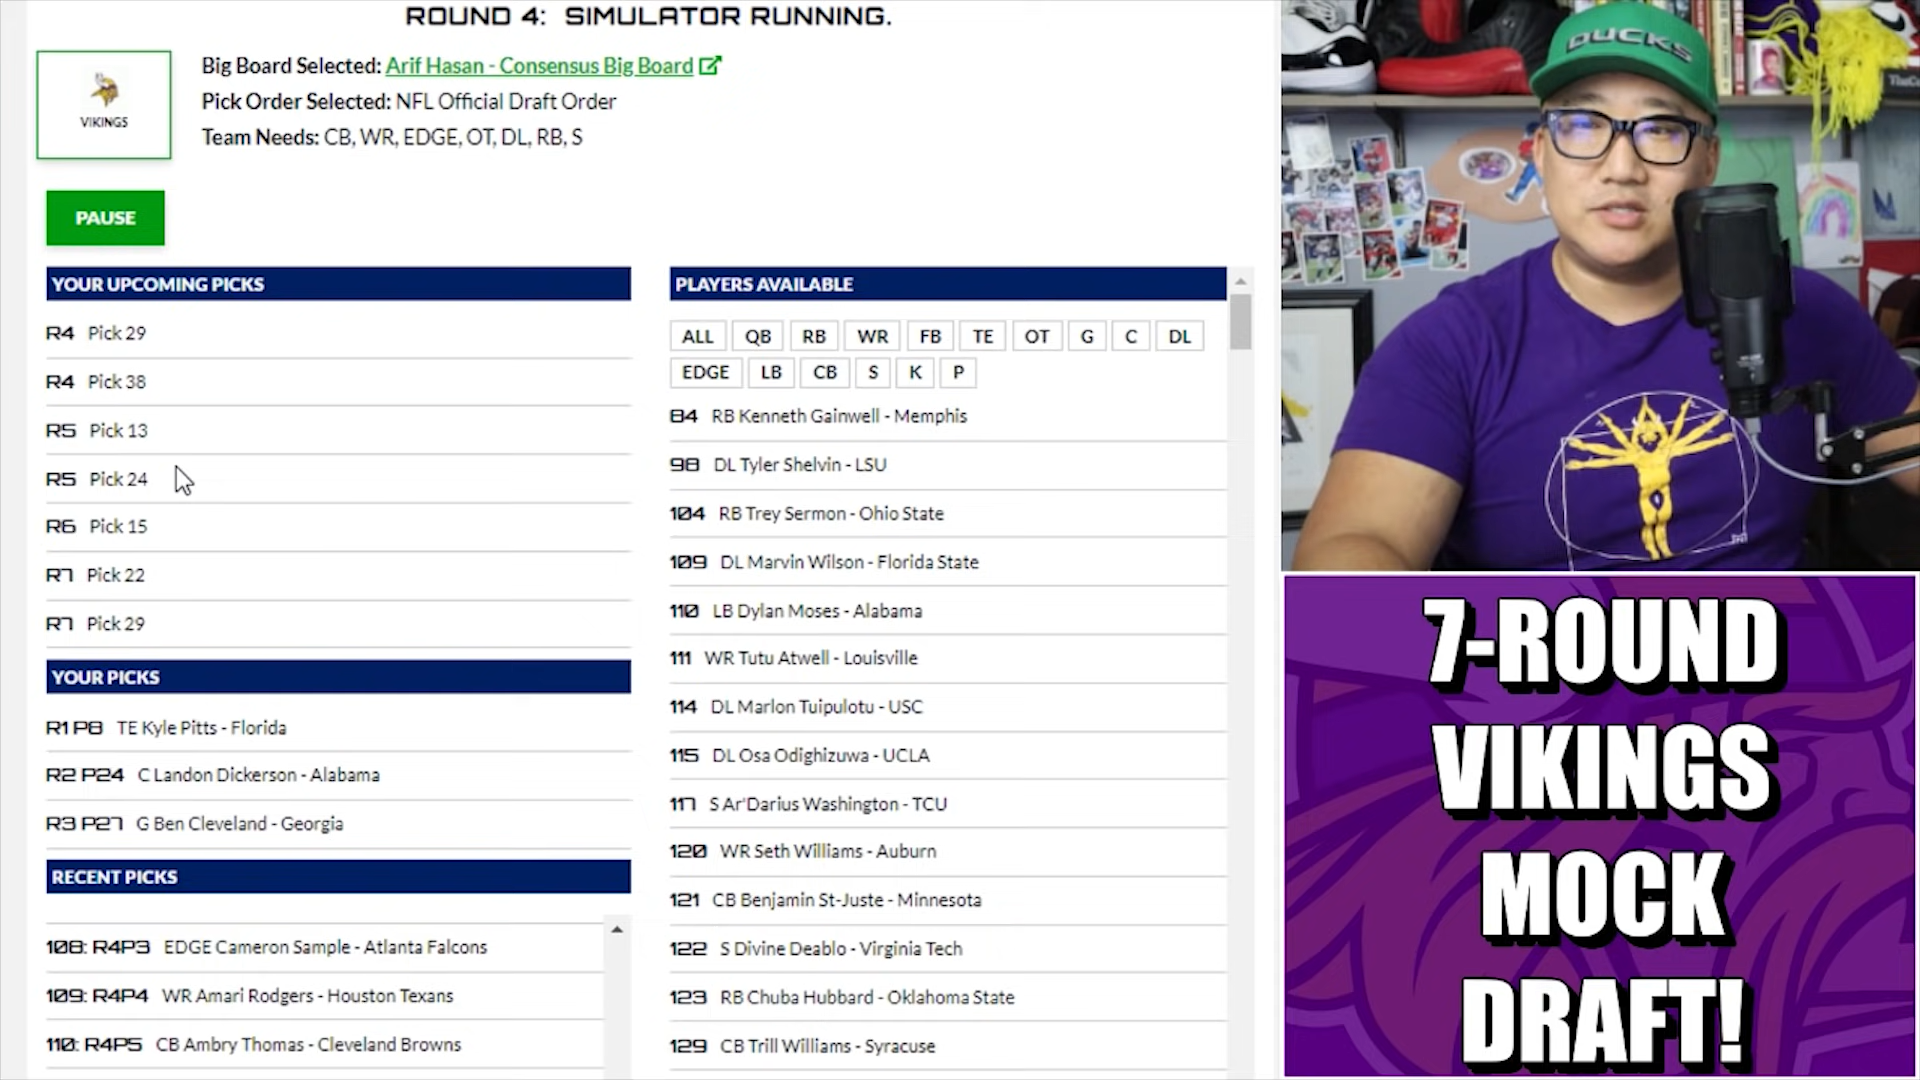 ROUND 4: SIMULATOR RUNNING.
VIKINGS
Big Board Selected: Arif Hasan - Consensus Big Board
Pick Order Selected: NFL Official Draft Order
Team Needs: CB, WR, EDGE, OT, DL, RB, S
PAUSE
YOUR UPCOMING PICKS
R4 Pick 29
R4 Pick 38
R5 Pick 13
R5 Pick 24
R6 Pick 15
R7 Pick 22
R7 Pick 29
YOUR PICKS
R1 P8 TE Kyle Pitts - Florida
R2 P24 C Landon Dickerson - Alabama
R3 P27 G Ben Cleveland - Georgia
RECENT PICKS
108: R4P3 EDGE Cameron Sample - Atlanta Falcons
109: R4P4 WR Amari Rodgers - Houston Texans
110: R4P5 CB Ambry Thomas - Cleveland Browns
PLAYERS AVAILABLE
ALL QB RB WR FB TE OT G C DL
EDGE LB CB S K P
84 RB Kenneth Gainwell - Memphis
98 DL Tyler Shelvin - LSU
104 RB Trey Sermon - Ohio State
109 DL Marvin Wilson - Florida State
110 LB Dylan Moses - Alabama
111 WR Tutu Atwell - Louisville
114 DL Marlon Tuipulotu - USC
115 DL Osa Odighizuwa - UCLA
117 S Ar'Darius Washington - TCU
120 WR Seth Williams - Auburn
121 CB Benjamin St-Juste - Minnesota
122 S Divine Deablo - Virginia Tech
123 RB Chuba Hubbard - Oklahoma State
129 CB Trill Williams - Syracuse
DUCKS
7-ROUND
VIKINGS
MOCK
DRAFT!